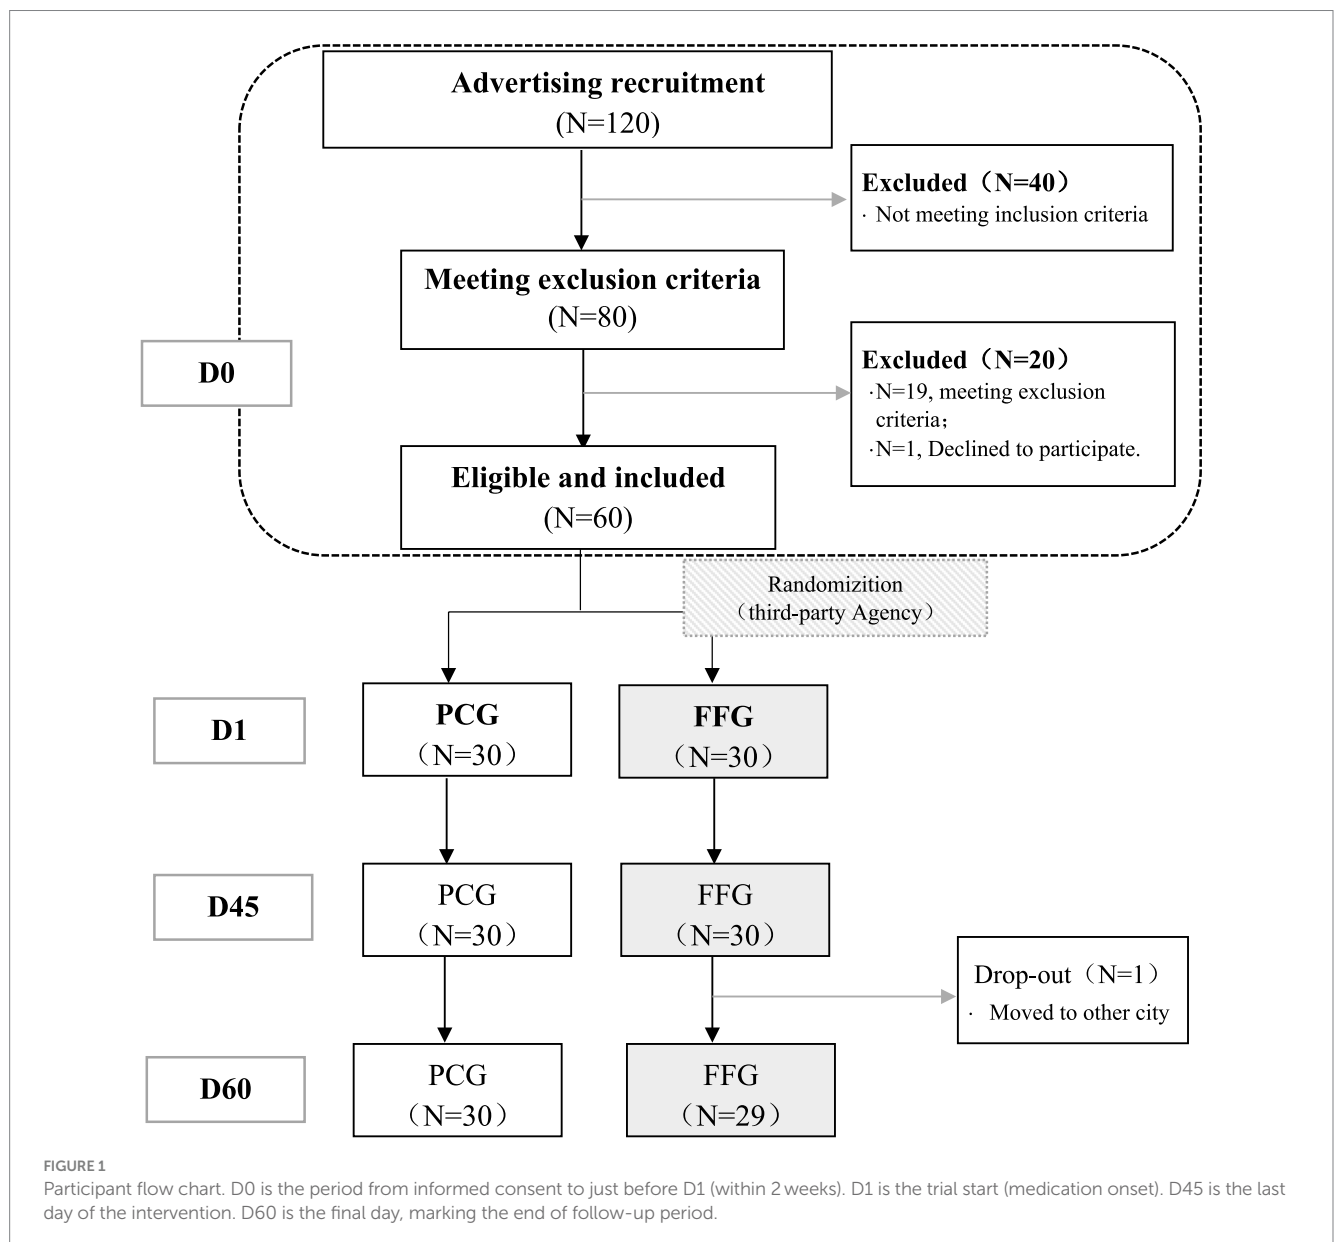 Advertising recruitment
(N=120)
Excluded（N=40）
· Not meeting inclusion criteria
Meeting exclusion criteria
(N=80)
D0
Excluded（N=20）
·N=19, meeting exclusion
criteria；
·N=1, Declined to participate.
Eligible and included
(N=60)
Randomizition
（third-party Agency）
D1
PCG
（N=30）
FFG
（N=30）
D45
PCG
（N=30）
FFG
（N=30）
Drop-out（N=1）
· Moved to other city
D60
PCG
（N=30）
FFG
（N=29）
FIGURE 1
Participant flow chart. D0 is the period from informed consent to just before D1 (within 2 weeks). D1 is the trial start (medication onset). D45 is the last
day of the intervention. D60 is the final day, marking the end of follow-up period.